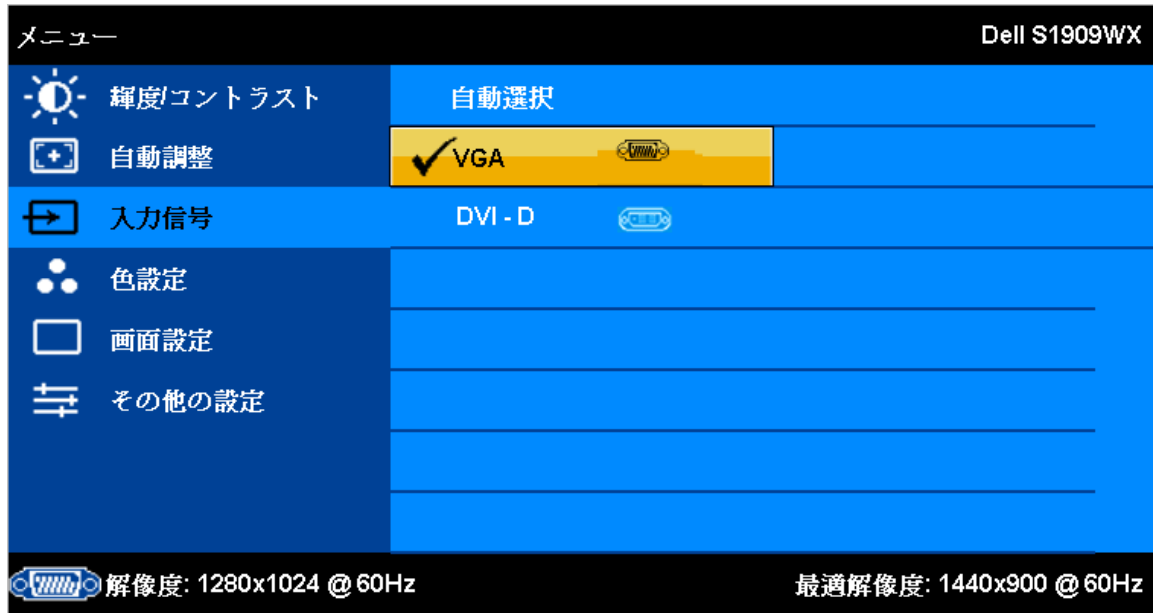 メニュー
Dell S1909WX
輝度/コントラスト
自動選択
自動調整
VGA
入力信号
DVI - D
色設定
画面設定
その他の設定
解像度: 1280x1024 @ 60Hz
最適解像度: 1440x900 @ 60Hz